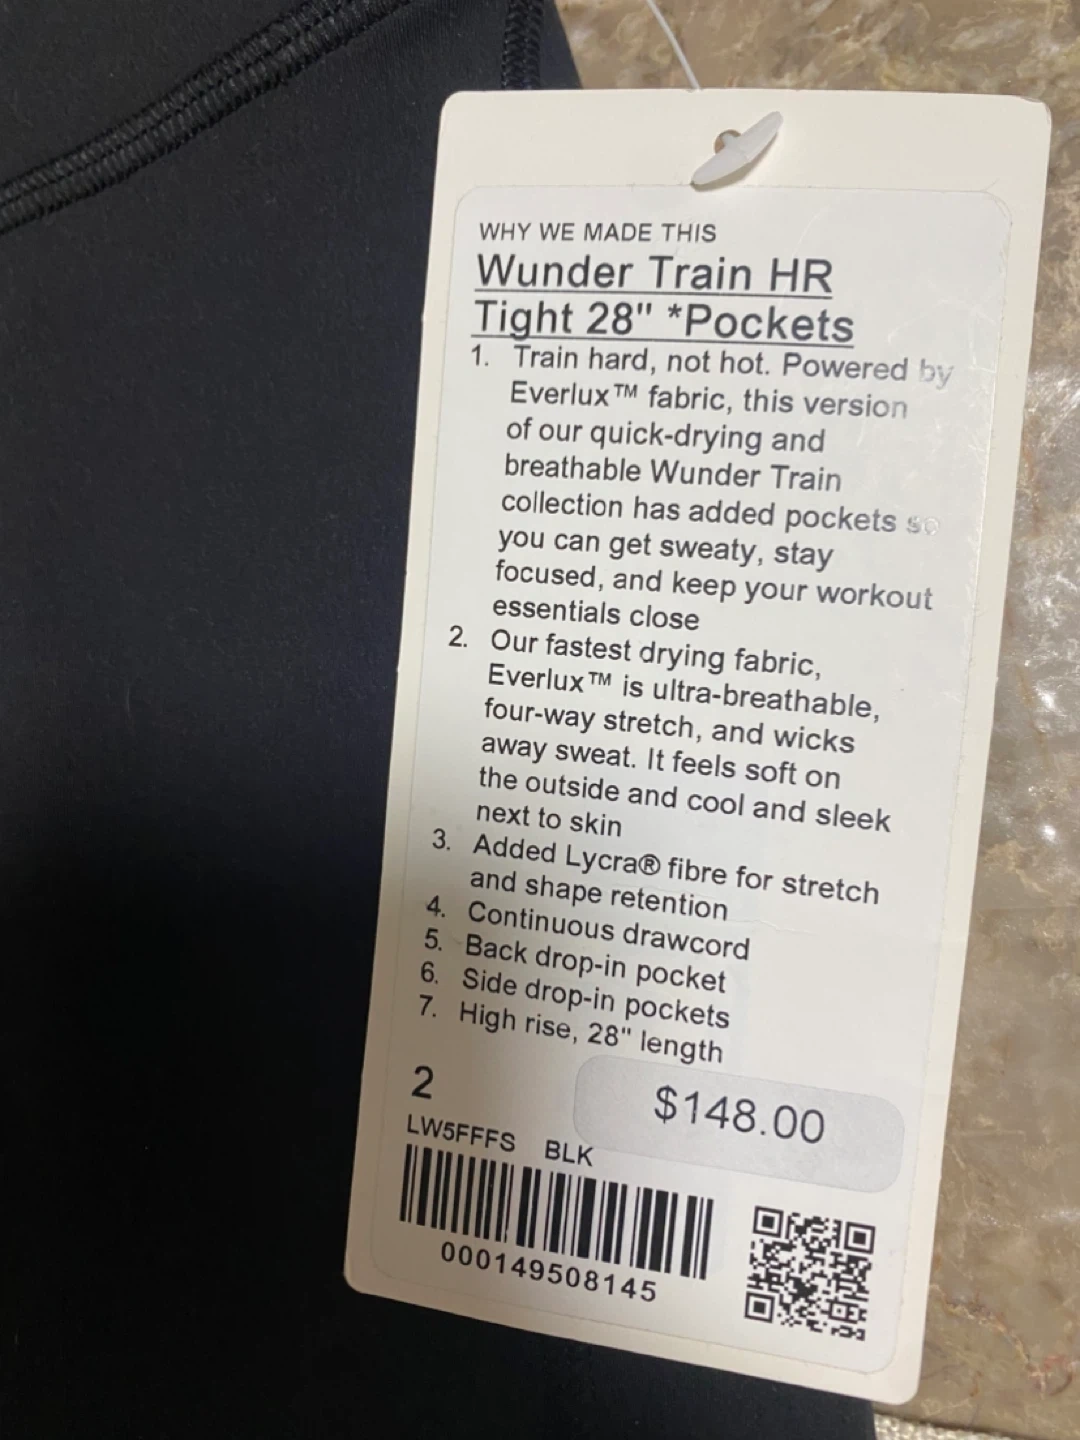 WHY WE MADE THIS
Wunder Train HR
Tight 28" *Pockets
1. Train hard, not hot. Powered by
Everlux™ fabric, this version
of our quick-drying and
breathable Wunder Train
collection has added pockets so
you can get sweaty, stay
focused, and keep your workout
essentials close
2. Our fastest drying fabric,
Everlux™ is ultra-breathable,
four-way stretch, and wicks
away sweat. It feels soft on
the outside and cool and sleek
next to skin
3. Added Lycra® fibre for stretch
and shape retention
4. Continuous drawcord
5. Back drop-in pocket
6. Side drop-in pockets
7. High rise, 28" length
2
$148.00
LW5FFFS BLK
000149508145